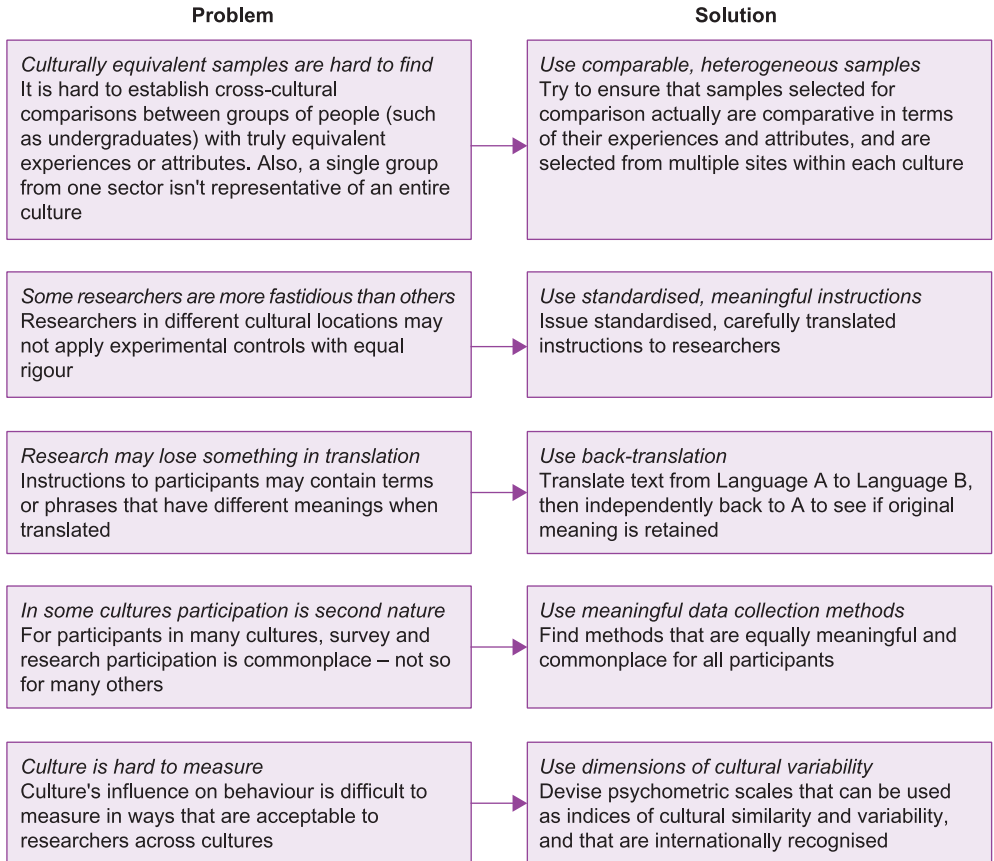 Problem
Solution
Culturally equivalent samples are hard to find
It is hard to establish cross-cultural
comparisons between groups of people (such
as undergraduates) with truly equivalent
experiences or attributes. Also, a single group
from one sector isn't representative of an entire
culture
Use comparable, heterogeneous samples
Try to ensure that samples selected for
comparison actually are comparative in terms
of their experiences and attributes, and are
selected from multiple sites within each culture
Some researchers are more fastidious than others
Researchers in different cultural locations may
not apply experimental controls with equal
rigour
Use standardised, meaningful instructions
Issue standardised, carefully translated
instructions to researchers
Research may lose something in translation
Instructions to participants may contain terms
or phrases that have different meanings when
translated
Use back-translation
Translate text from Language A to Language B,
then independently back to A to see if original
meaning is retained
In some cultures participation is second nature
For participants in many cultures, survey and
research participation is commonplace – not so
for many others
Use meaningful data collection methods
Find methods that are equally meaningful and
commonplace for all participants
Culture is hard to measure
Culture's influence on behaviour is difficult to
measure in ways that are acceptable to
researchers across cultures
Use dimensions of cultural variability
Devise psychometric scales that can be used
as indices of cultural similarity and variability,
and that are internationally recognised